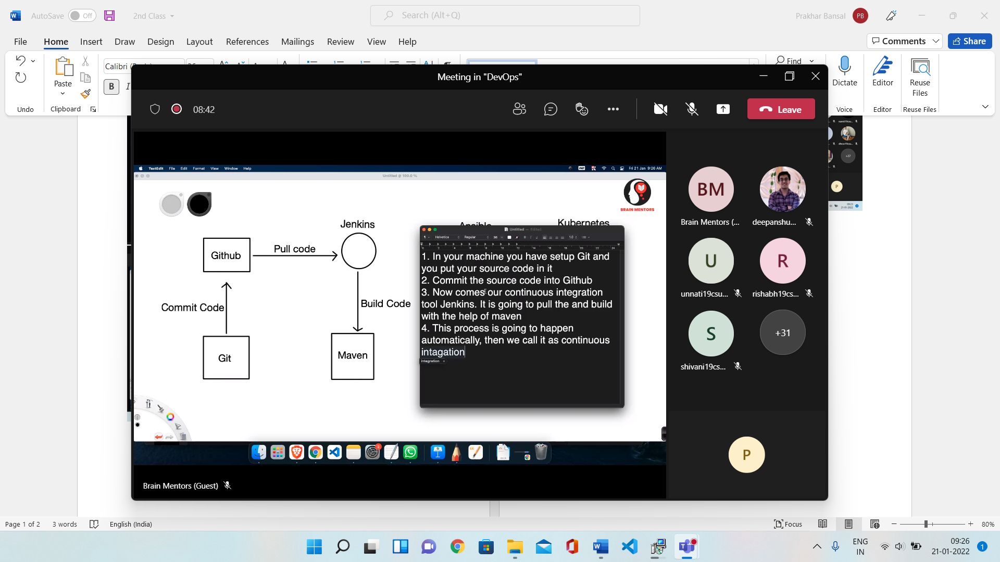 AutoSave
Off
2nd Class
Search (Alt+Q)
Prakhar Bansal
PB
File
Home
Insert
Draw
Design
Layout
References
Mailings
Review
View
Help
Comments
Share
Undo
Paste
Clipboard
Calibri
B
I
Find
Dictate
Voice
Editor
Editor
Reuse Files
Reuse Files
Meeting in "DevOps"
08:42
Leave
TextEdit File Edit Format View Window Help
Fri 21 Jan 9:26 AM
Untitled @ 100.0 %
BRAIN MENTORS
Jenkins
Kubernetes
Github
Pull code
Commit Code
Build Code
Git
Maven
Untitled — Edited
Helvetica
Regular
36
1.0
1. In your machine you have setup Git and
you put your source code in it
2. Commit the source code into Github
3. Now comes our continuous integration
tool Jenkins. It is going to pull the and build
with the help of maven
4. This process is going to happen
automatically, then we call it as continuous
intagation
integration
BM
Brain Mentors (...
deepanshu...
U
unnati19csu...
R
rishabh19cs...
S
shivani19cs...
+31
P
+27
P
Brain Mentors (Guest)
Page 1 of 2
3 words
English (India)
Focus
80%
ENG
IN
09:26
21-01-2022
1